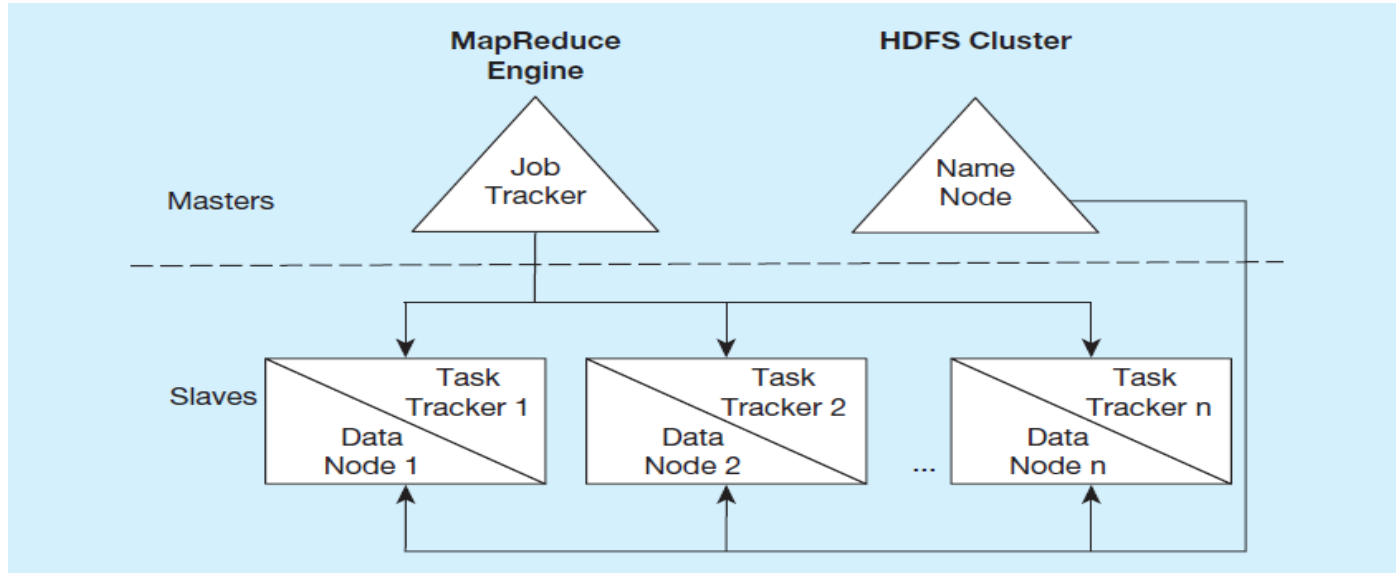 MapReduce
Engine
HDFS Cluster
Job
Tracker
Name
Node
Masters
Slaves
Task
Tracker 1
Data
Node 1
Task
Tracker 2
Data
Node 2
...
Task
Tracker n
Data
Node n